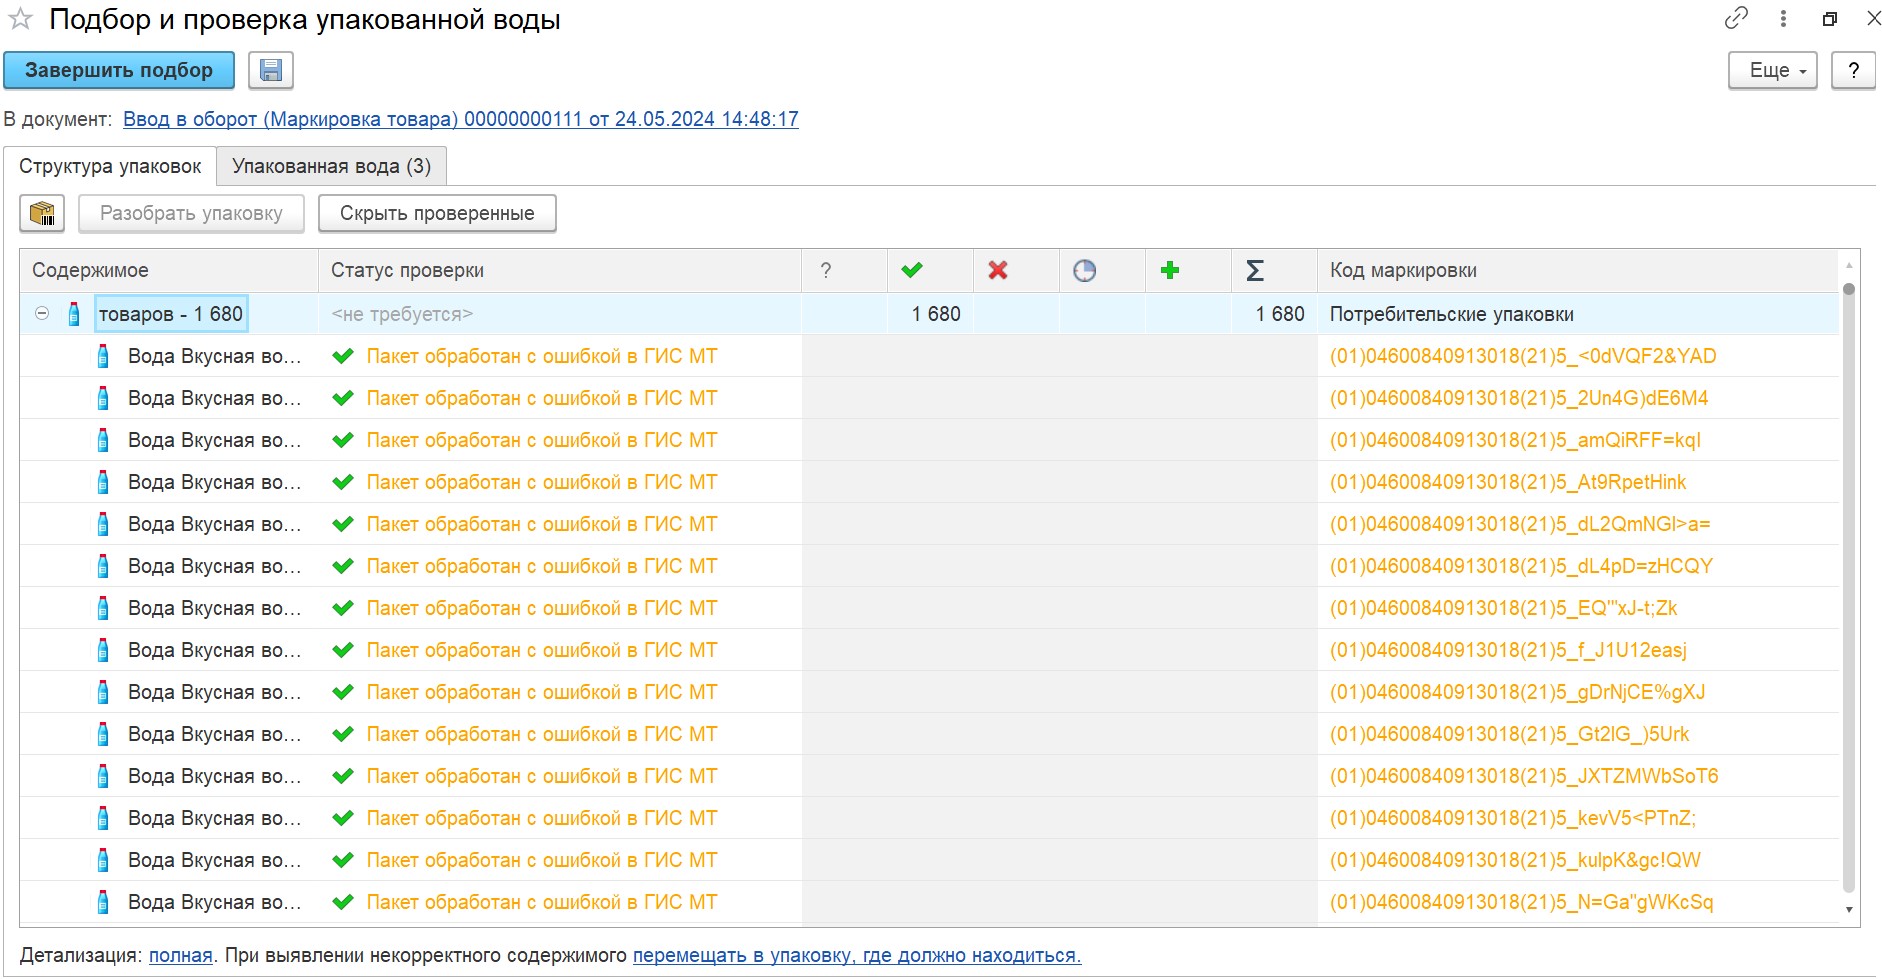 Подбор и проверка упакованной воды
Завершить подбор
Еще
?
В документ: Ввод в оборот (Маркировка товара) 00000000111 от 24.05.2024 14:48:17
Структура упаковок Упакованная вода (3)
Разобрать упаковку Скрыть проверенные
Содержимое Статус проверки ? Σ Код маркировки
товаров - 1 680 <не требуется> 1 680 1 680 Потребительские упаковки
Вода Вкусная во... Пакет обработан с ошибкой в ГИС МТ (01)04600840913018(21)5_<0dVQF2&YAD
Вода Вкусная во... Пакет обработан с ошибкой в ГИС МТ (01)04600840913018(21)5_2Un4G)dE6M4
Вода Вкусная во... Пакет обработан с ошибкой в ГИС МТ (01)04600840913018(21)5_amQiRFF=kqI
Вода Вкусная во... Пакет обработан с ошибкой в ГИС МТ (01)04600840913018(21)5_At9RpetHink
Вода Вкусная во... Пакет обработан с ошибкой в ГИС МТ (01)04600840913018(21)5_dL2QmNGl>a=
Вода Вкусная во... Пакет обработан с ошибкой в ГИС МТ (01)04600840913018(21)5_dL4pD=zHCQY
Вода Вкусная во... Пакет обработан с ошибкой в ГИС МТ (01)04600840913018(21)5_EQ"'xJ-t;Zk
Вода Вкусная во... Пакет обработан с ошибкой в ГИС МТ (01)04600840913018(21)5_f_J1U12easj
Вода Вкусная во... Пакет обработан с ошибкой в ГИС МТ (01)04600840913018(21)5_gDrNjCE%gXJ
Вода Вкусная во... Пакет обработан с ошибкой в ГИС МТ (01)04600840913018(21)5_Gt2lG_)5Urk
Вода Вкусная во... Пакет обработан с ошибкой в ГИС МТ (01)04600840913018(21)5_JXTZMWbSoT6
Вода Вкусная во... Пакет обработан с ошибкой в ГИС МТ (01)04600840913018(21)5_kevV5<PTnZ;
Вода Вкусная во... Пакет обработан с ошибкой в ГИС МТ (01)04600840913018(21)5_kulpK&gc!QW
Вода Вкусная во... Пакет обработан с ошибкой в ГИС МТ (01)04600840913018(21)5_N=Ga"gWKcSq
Детализация: полная. При выявлении некорректного содержимого перемещать в упаковку, где должно находиться.